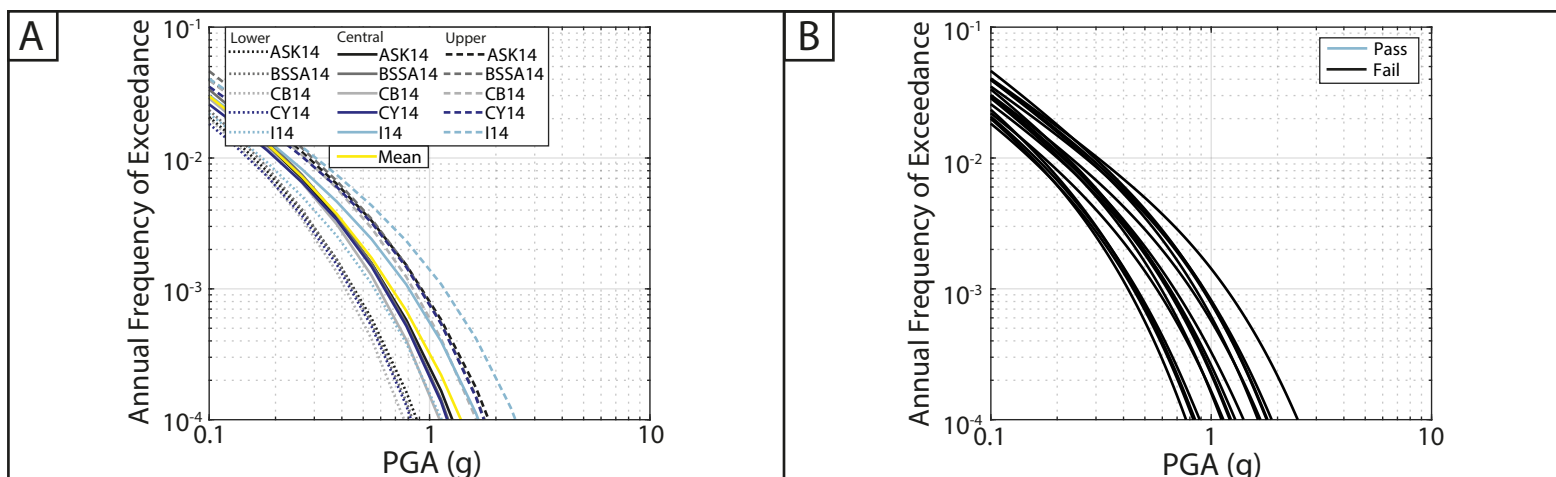 A
Annual Frequency of Exceedance
10-1
10-2
10-3
10-4
Lower Central Upper
ASK14 ASK14 ASK14
BSSA14 BSSA14 BSSA14
CB14 CB14 CB14
CY14 CY14 CY14
I14 I14 I14
Mean
0.1 1 10
PGA (g)
B
Annual Frequency of Exceedance
10-1
10-2
10-3
10-4
Pass
Fail
0.1 1 10
PGA (g)